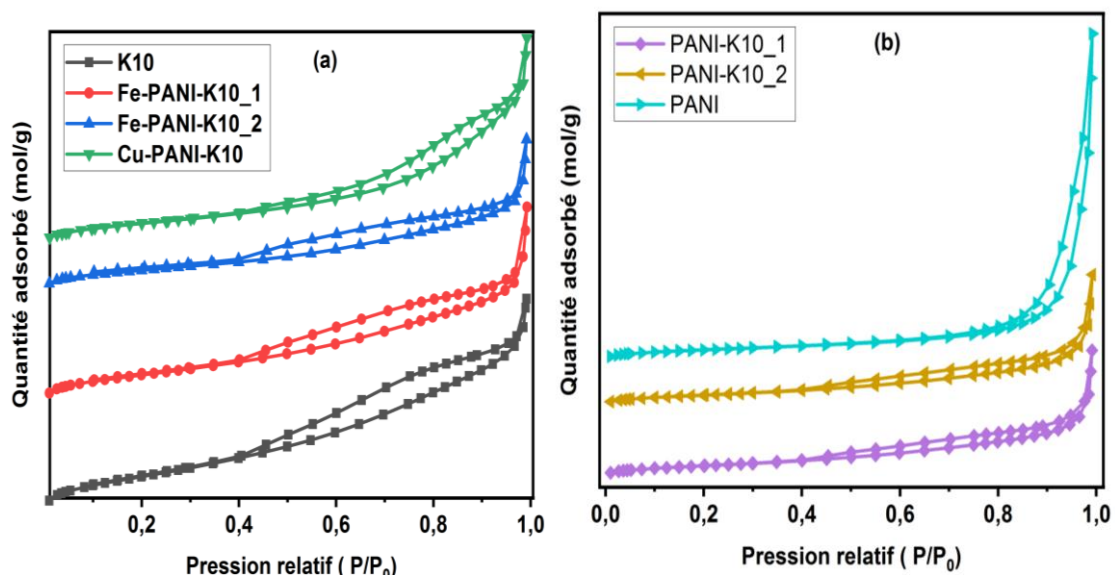 (a)
K10
Fe-PANI-K10_1
Fe-PANI-K10_2
Cu-PANI-K10
Quantité adsorbé (mol/g)
0,2 0,4 0,6 0,8 1,0
Pression relatif ( P/P0)
(b)
PANI-K10_1
PANI-K10_2
PANI
Quantité adsorbé (mol/g)
0,0 0,2 0,4 0,6 0,8 1,0
Pression relatif ( P/P0)